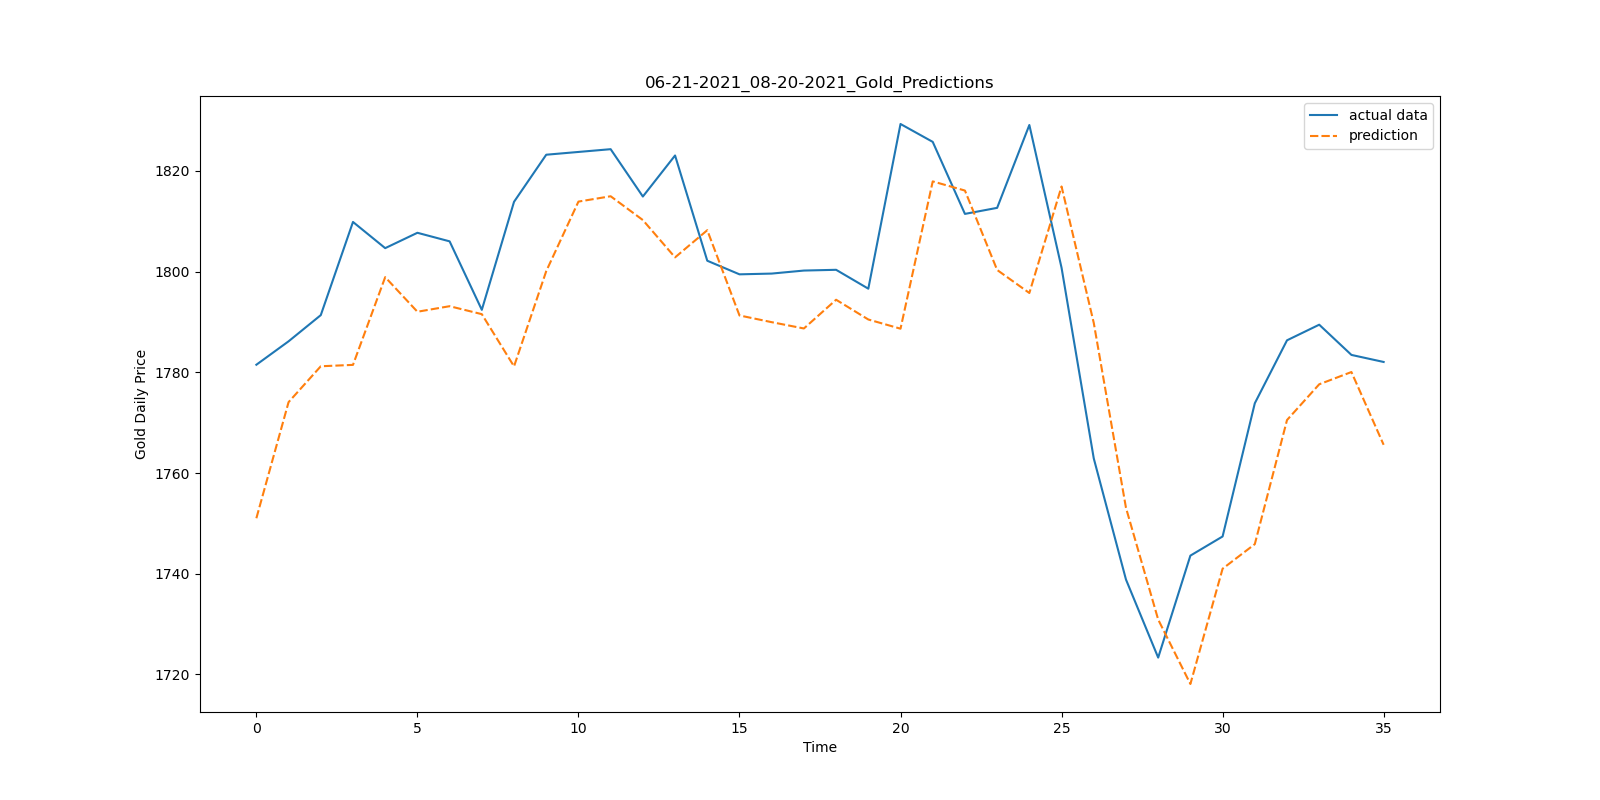 06-21-2021_08-20-2021_Gold_Predictions
actual data
prediction
1820
1800
1780
1760
1740
1720
Gold Daily Price
0 5 10 15 20 25 30 35
Time